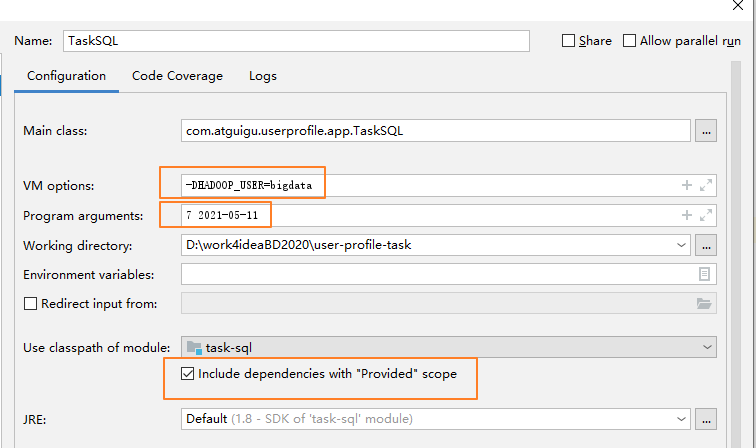 Name: TaskSQL Share Allow parallel run
Configuration Code Coverage Logs
Main class: com.atguigu.userprofile.app.TaskSQL ...
VM options: -DHADOOP_USER=bigdata
Program arguments: 7 2021-05-11
Working directory: D:\work4ideaBD2020\user-profile-task ...
Environment variables:
Redirect input from:
Use classpath of module: task-sql
Include dependencies with "Provided" scope
JRE: Default (1.8 - SDK of 'task-sql' module) ...